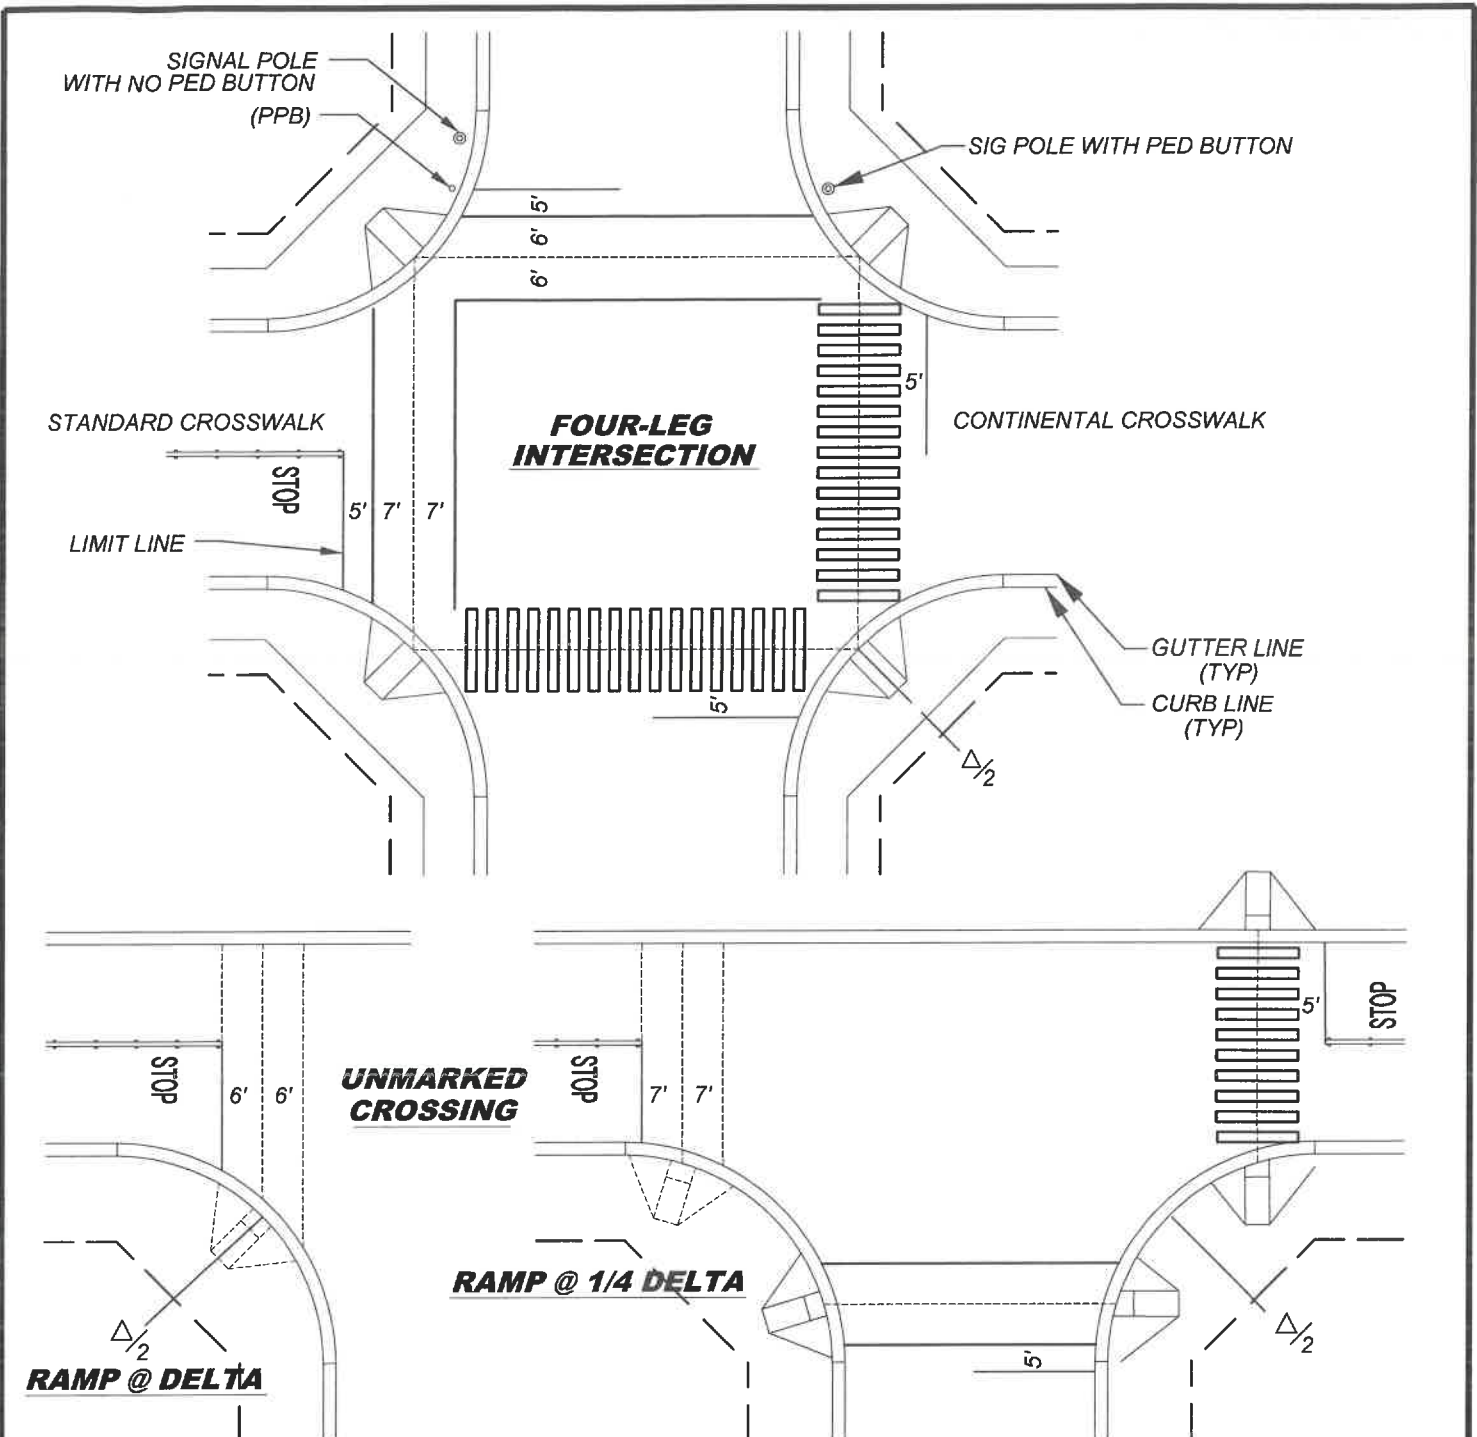 SIGNAL POLE
WITH NO PED BUTTON
(PPB)
SIG POLE WITH PED BUTTON
5'
6'
6'
STANDARD CROSSWALK
FOUR-LEG
INTERSECTION
5'
CONTINENTAL CROSSWALK
STOP
5' 7' 7'
LIMIT LINE
GUTTER LINE
(TYP)
CURB LINE
(TYP)
5'
Δ/2
STOP
6' 6'
UNMARKED
CROSSING
STOP
7' 7'
5'
STOP
RAMP @ 1/4 DELTA
Δ/2
RAMP @ DELTA
5'
Δ/2